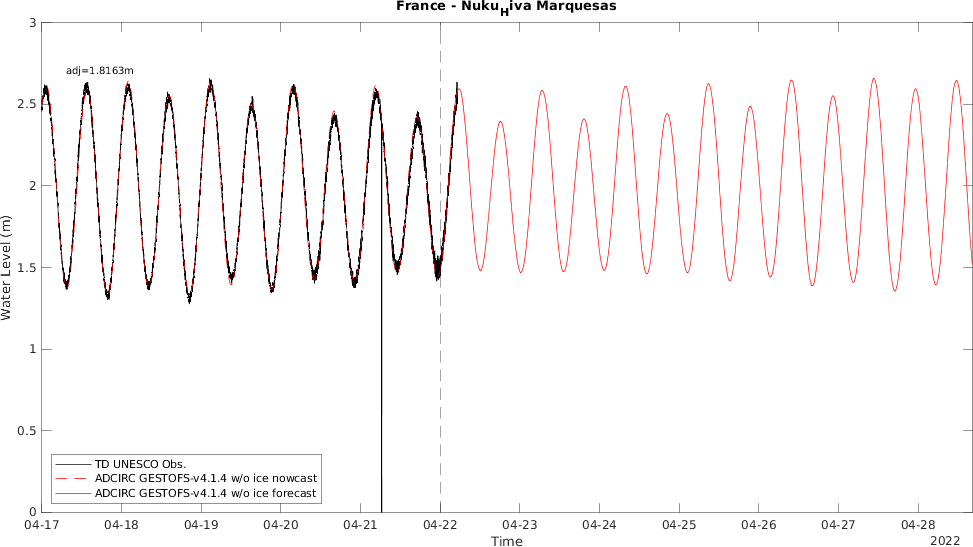 France - Nuku_Hiva Marquesas
adj=1.8163m
3
2.5
2
1.5
1
0.5
0
Water Level (m)
TD UNESCO Obs.
ADCIRC GESTOFS-v4.1.4 w/o ice nowcast
ADCIRC GESTOFS-v4.1.4 w/o ice forecast
04-17 04-18 04-19 04-20 04-21 04-22 04-23 04-24 04-25 04-26 04-27 04-28
Time
2022